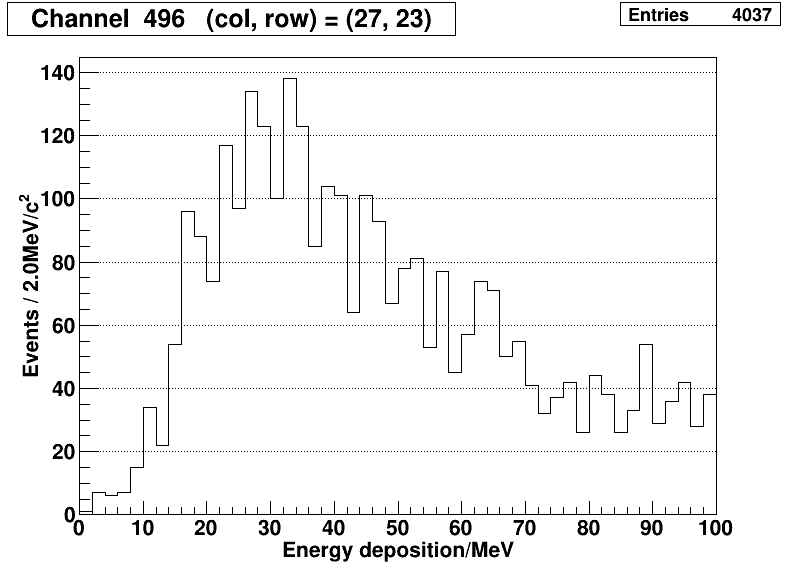 Channel  496   (col, row) = (27, 23)
Entries 4037
140
120
100
80
60
40
20
0
Events / 2.0MeV/c²
0 10 20 30 40 50 60 70 80 90 100
Energy deposition/MeV